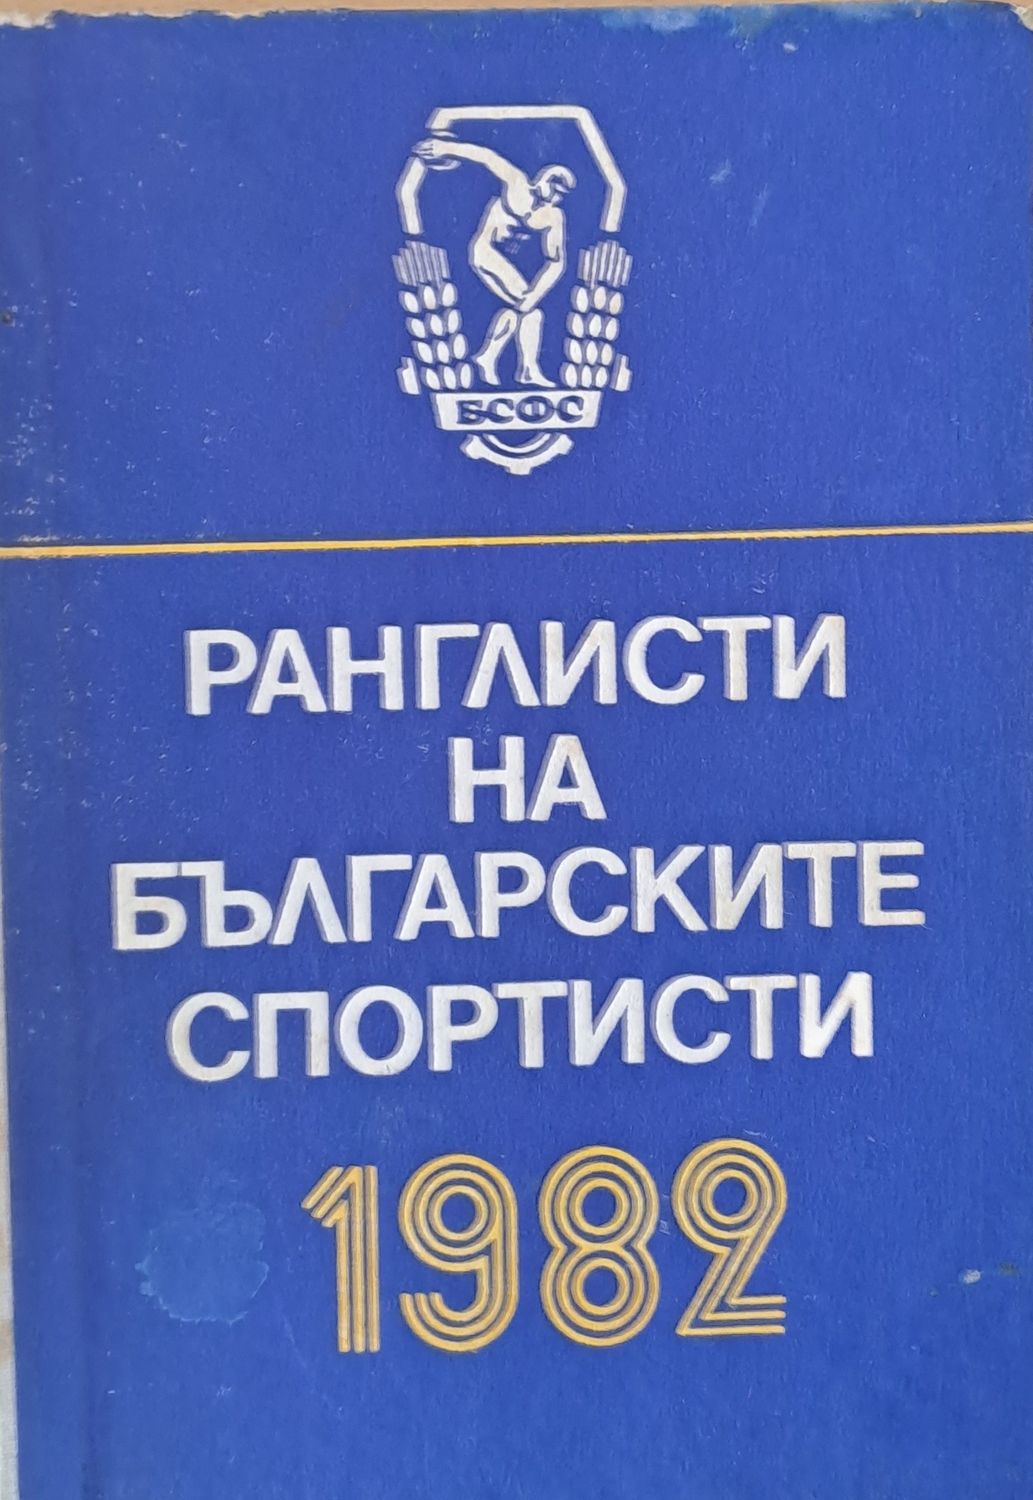 БСФС
РАНГЛИСТИ
НА
БЪЛГАРСКИТЕ
СПОРТИСТИ
1982